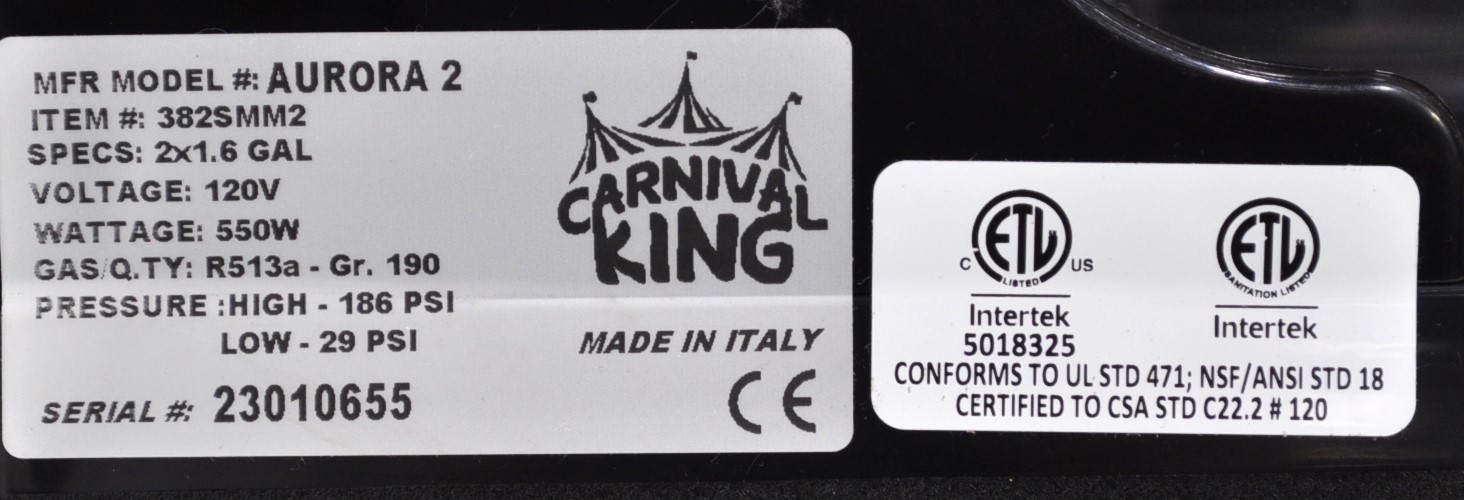 MFR MODEL #: AURORA 2
ITEM #: 382SMM2
SPECS: 2x1.6 GAL
VOLTAGE: 120V
WATTAGE: 550W
GAS/Q.TY: R513a - Gr. 190
PRESSURE :HIGH - 186 PSI
LOW - 29 PSI
SERIAL #: 23010655
CARNIVAL
KING
MADE IN ITALY
CE
C ETL US
LISTED
Intertek
5018325
ETL
SANITATION LISTED
Intertek
CONFORMS TO UL STD 471; NSF/ANSI STD 18
CERTIFIED TO CSA STD C22.2 # 120